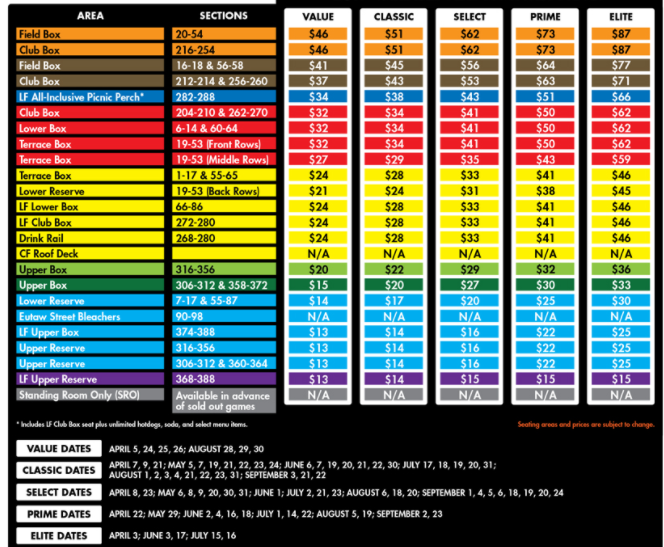 AREA SECTIONS VALUE CLASSIC SELECT PRIME ELITE
Field Box 20-54 $46 $51 $62 $73 $87
Club Box 216-254 $46 $51 $62 $73 $87
Field Box 16-18 & 56-58 $41 $45 $56 $64 $77
Club Box 212-214 & 256-260 $37 $43 $53 $63 $71
LF All-Inclusive Picnic Perch* 282-288 $34 $38 $43 $51 $66
Club Box 204-210 & 262-270 $32 $34 $41 $50 $62
Lower Box 6-14 & 60-64 $32 $34 $41 $50 $62
Terrace Box 19-53 (Front Rows) $32 $34 $41 $50 $62
Terrace Box 19-53 (Middle Rows) $27 $29 $35 $43 $59
Terrace Box 1-17 & 55-65 $24 $28 $33 $41 $46
Lower Reserve 19-53 (Back Rows) $21 $24 $31 $38 $45
LF Lower Box 66-86 $24 $28 $33 $41 $46
LF Club Box 272-280 $24 $28 $33 $41 $46
Drink Rail 268-280 $24 $28 $33 $41 $46
CF Roof Deck N/A N/A N/A N/A N/A
Upper Box 316-356 $20 $22 $29 $32 $36
Upper Box 306-312 & 358-372 $15 $20 $27 $30 $33
Lower Reserve 7-17 & 55-87 $14 $17 $20 $25 $30
Eutaw Street Bleachers 90-98 N/A N/A N/A N/A N/A
LF Upper Box 374-388 $13 $14 $16 $22 $25
Upper Reserve 316-356 $13 $14 $16 $22 $25
Upper Reserve 306-312 & 360-364 $13 $14 $16 $22 $25
LF Upper Reserve 368-388 $13 $14 $15 $15 $15
Standing Room Only (SRO) Available in advance N/A N/A N/A N/A N/A
of sold out games
* Includes LF Club Box seat plus unlimited hotdogs, soda, and select menu items. Seating areas and prices are subject to change.
VALUE DATES APRIL 5, 24, 25, 26; AUGUST 28, 29, 30
CLASSIC DATES APRIL 7, 9, 21; MAY 5, 7, 19, 21, 22, 23, 24; JUNE 6, 7, 19, 20, 21, 22, 30; JULY 17, 18, 19, 20, 31;
AUGUST 1, 2, 3, 4, 21, 22, 23, 31; SEPTEMBER 3, 21, 22
SELECT DATES APRIL 8, 23; MAY 6, 8, 9, 20, 30, 31; JUNE 1; JULY 2, 21, 23; AUGUST 6, 18, 20; SEPTEMBER 1, 4, 5, 6, 18, 19, 20, 24
PRIME DATES APRIL 22; MAY 29; JUNE 2, 4, 16, 18; JULY 1, 14, 22; AUGUST 5, 19; SEPTEMBER 2, 23
ELITE DATES APRIL 3; JUNE 3, 17; JULY 15, 16